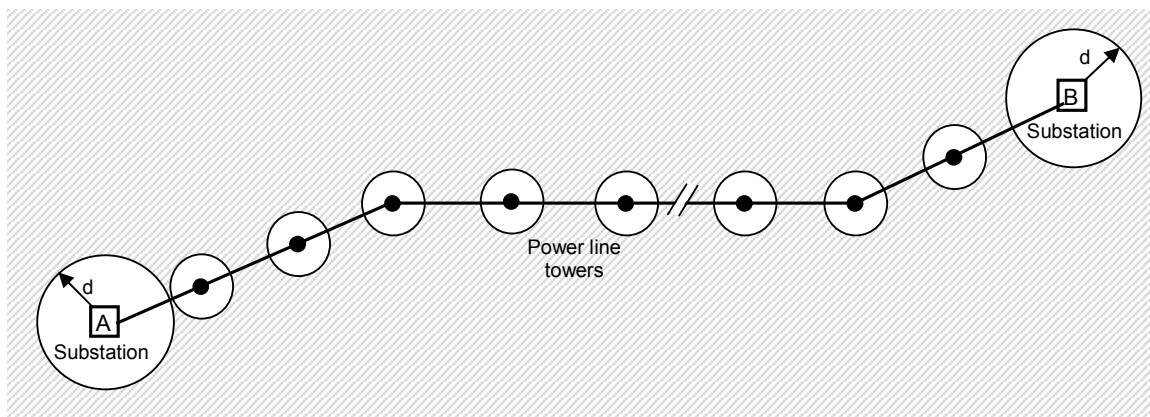 d
B
Substation
Power line
towers
d
A
Substation